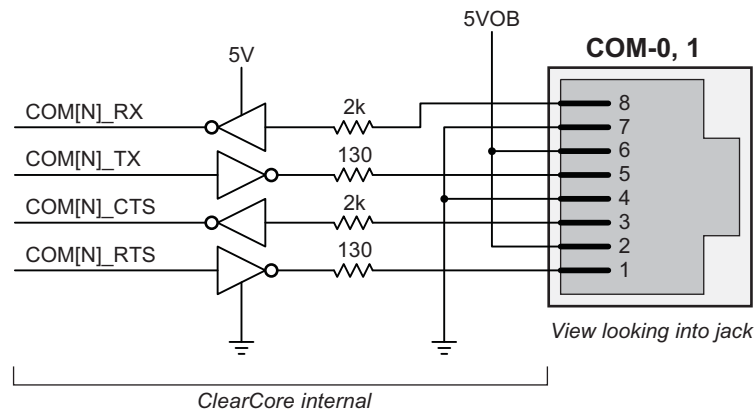 5VOB
COM-0, 1
5V
COM[N]_RX
2k
8
7
COM[N]_TX
130
6
5
COM[N]_CTS
2k
4
3
COM[N]_RTS
130
2
1
View looking into jack
ClearCore internal